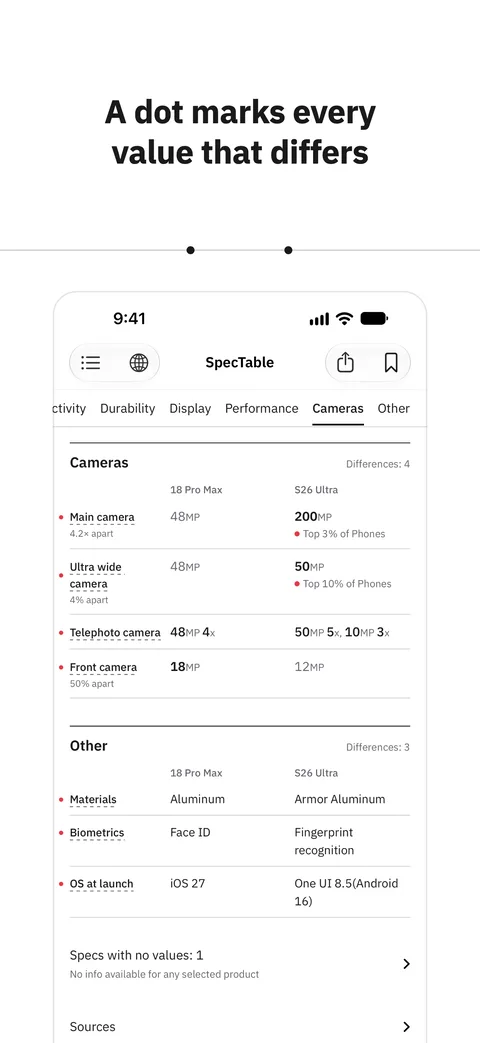 A dot marks every
value that differs
9:41
SpecTable
ctivity Durability Display Performance Cameras Other
Cameras Differences: 4
18 Pro Max S26 Ultra
Main camera 48MP 200MP
4.2× apart Top 3% of Phones
Ultra wide 48MP 50MP
camera Top 10% of Phones
4% apart
Telephoto camera 48MP 4x 50MP 5x, 10MP 3x
Front camera 18MP 12MP
50% apart
Other Differences: 3
18 Pro Max S26 Ultra
Materials Aluminum Armor Aluminum
Biometrics Face ID Fingerprint
recognition
OS at launch iOS 27 One UI 8.5(Android
16)
Specs with no values: 1
No info available for any selected product
Sources